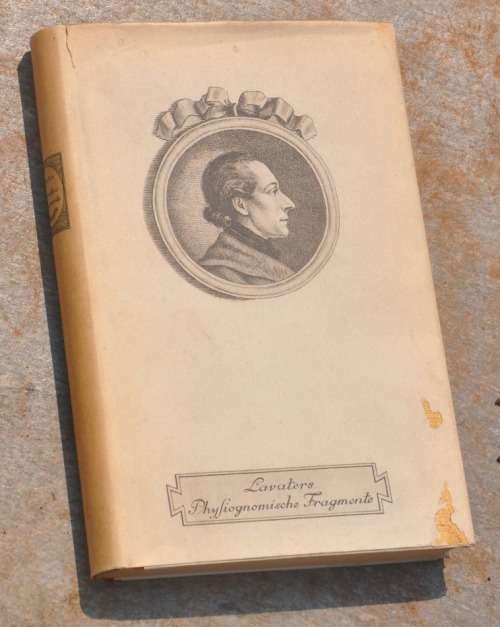 Lavaters
Phyſiognomische Fragmente